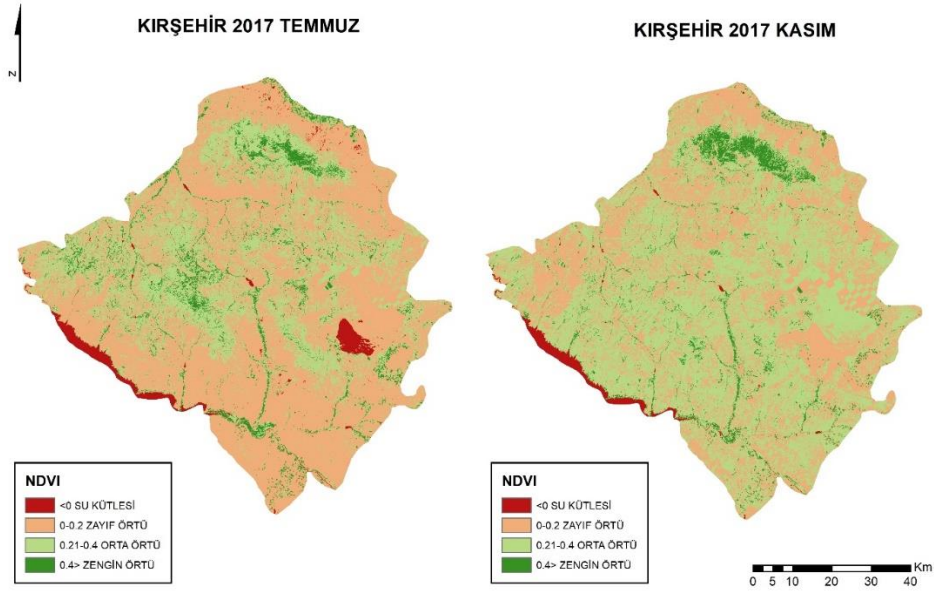 KIRŞEHİR 2017 TEMMUZ
KIRŞEHİR 2017 KASIM
N
NDVI
<0 SU KÜTLESİ
0-0.2 ZAYIF ÖRTÜ
0.21-0.4 ORTA ÖRTÜ
0.4> ZENGİN ÖRTÜ
NDVI
<0 SU KÜTLESİ
0-0.2 ZAYIF ÖRTÜ
0.21-0.4 ORTA ÖRTÜ
0.4> ZENGİN ÖRTÜ
Km
0 5 10 20 30 40